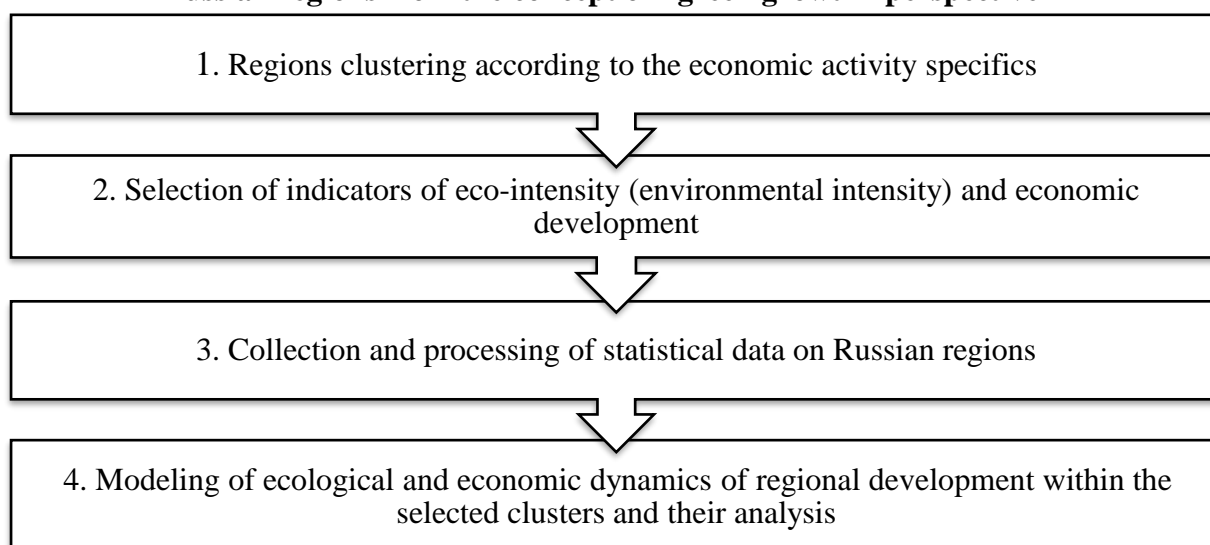 1. Regions clustering according to the economic activity specifics
2. Selection of indicators of eco-intensity (environmental intensity) and economic
development
3. Collection and processing of statistical data on Russian regions
4. Modeling of ecological and economic dynamics of regional development within the
selected clusters and their analysis